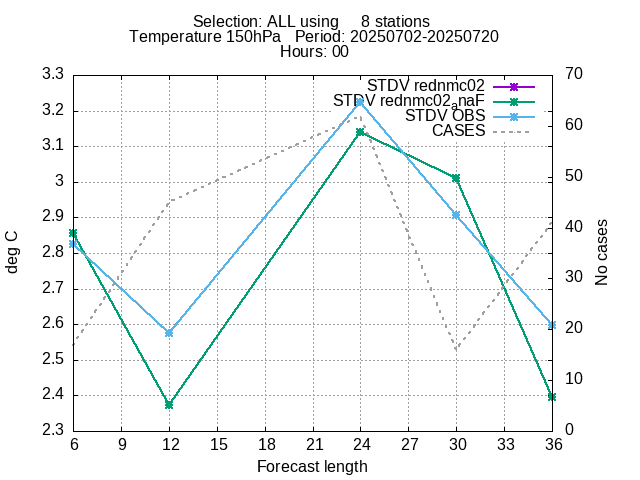 Selection: ALL using 8 stations
Temperature 150hPa Period: 20250702-20250720
Hours: 00
STDV rednmc02
STDV rednmc02anaF
STDV OBS
CASES
3.3
3.2
3.1
3
2.9
2.8
2.7
2.6
2.5
2.4
2.3
deg C
70
60
50
40
30
20
10
0
No cases
6 9 12 15 18 21 24 27 30 33 36
Forecast length